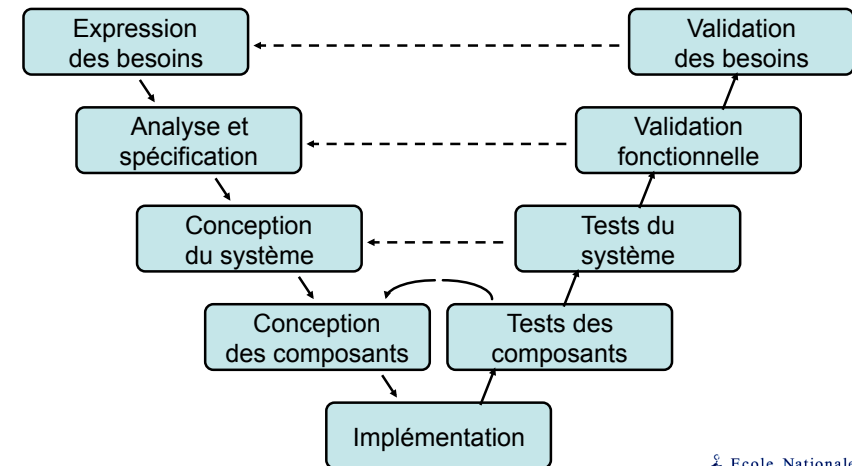 Expression
des besoins
Validation
des besoins
Analyse et
spécification
Validation
fonctionnelle
Conception
du système
Tests du
système
Conception
des composants
Tests des
composants
Implémentation
Ecole Nationale